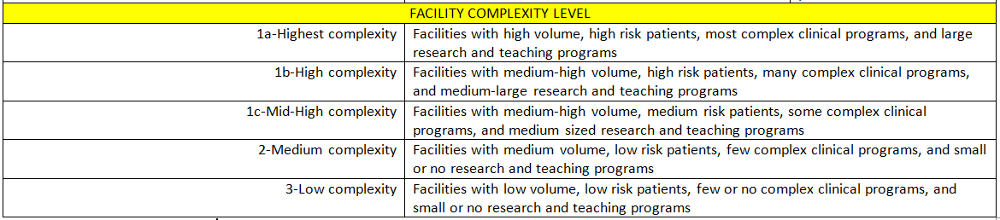 FACILITY COMPLEXITY LEVEL
1a-Highest complexity
Facilities with high volume, high risk patients, most complex clinical programs, and large
research and teaching programs
1b-High complexity
Facilities with medium-high volume, high risk patients, many complex clinical programs,
and medium-large research and teaching programs
1c-Mid-High complexity
Facilities with medium-high volume, medium risk patients, some complex clinical
programs, and medium sized research and teaching programs
2-Medium complexity
Facilities with medium volume, low risk patients, few complex clinical programs, and small
or no research and teaching programs
3-Low complexity
Facilities with low volume, low risk patients, few or no complex clinical programs, and
small or no research and teaching programs